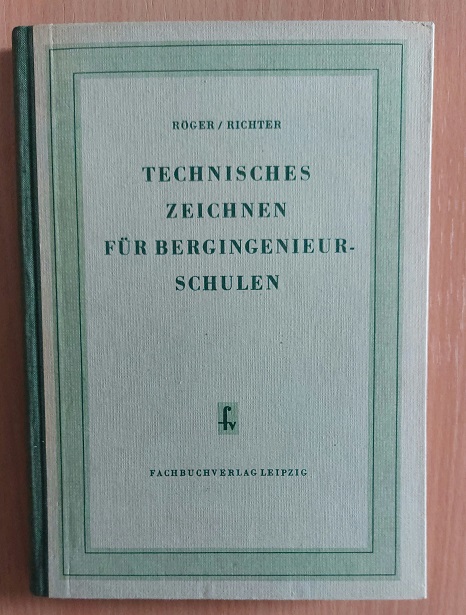 RÖGER / RICHTER
TECHNISCHES
ZEICHNEN
FÜR BERGINGENIEUR-
SCHULEN
fv
FACHBUCHVERLAG LEIPZIG